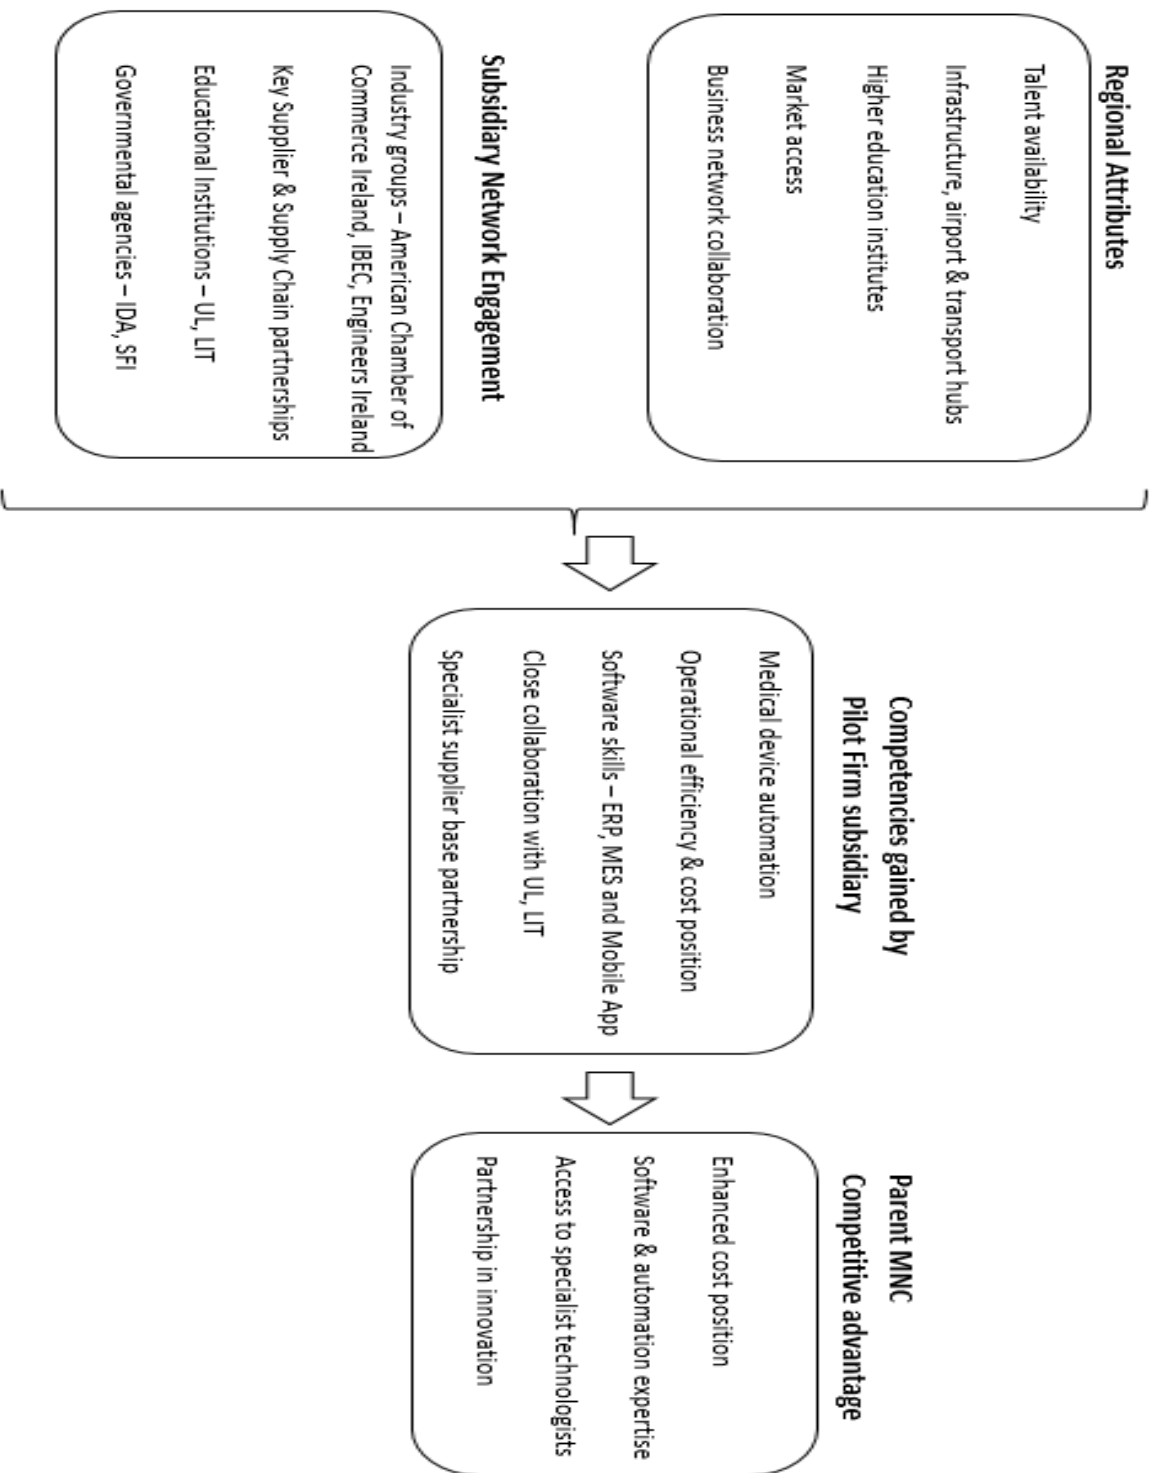 Regional Attributes
Talent availability
Infrastructure, airport & transport hubs
Higher education institutes
Market access
Business network collaboration
Subsidiary Network Engagement
Industry groups – American Chamber of
Commerce Ireland, IBEC, Engineers Ireland
Key Supplier & Supply Chain partnerships
Educational Institutions – UL, LIT
Governmental agencies – IDA, SFI
Competencies gained by
Pilot Firm subsidiary
Medical device automation
Operational efficiency & cost position
Software skills – ERP, MES and Mobile App
Close collaboration with UL, LIT
Specialist supplier base partnership
Parent MNC
Competitive advantage
Enhanced cost position
Software & automation expertise
Access to specialist technologists
Partnership in innovation